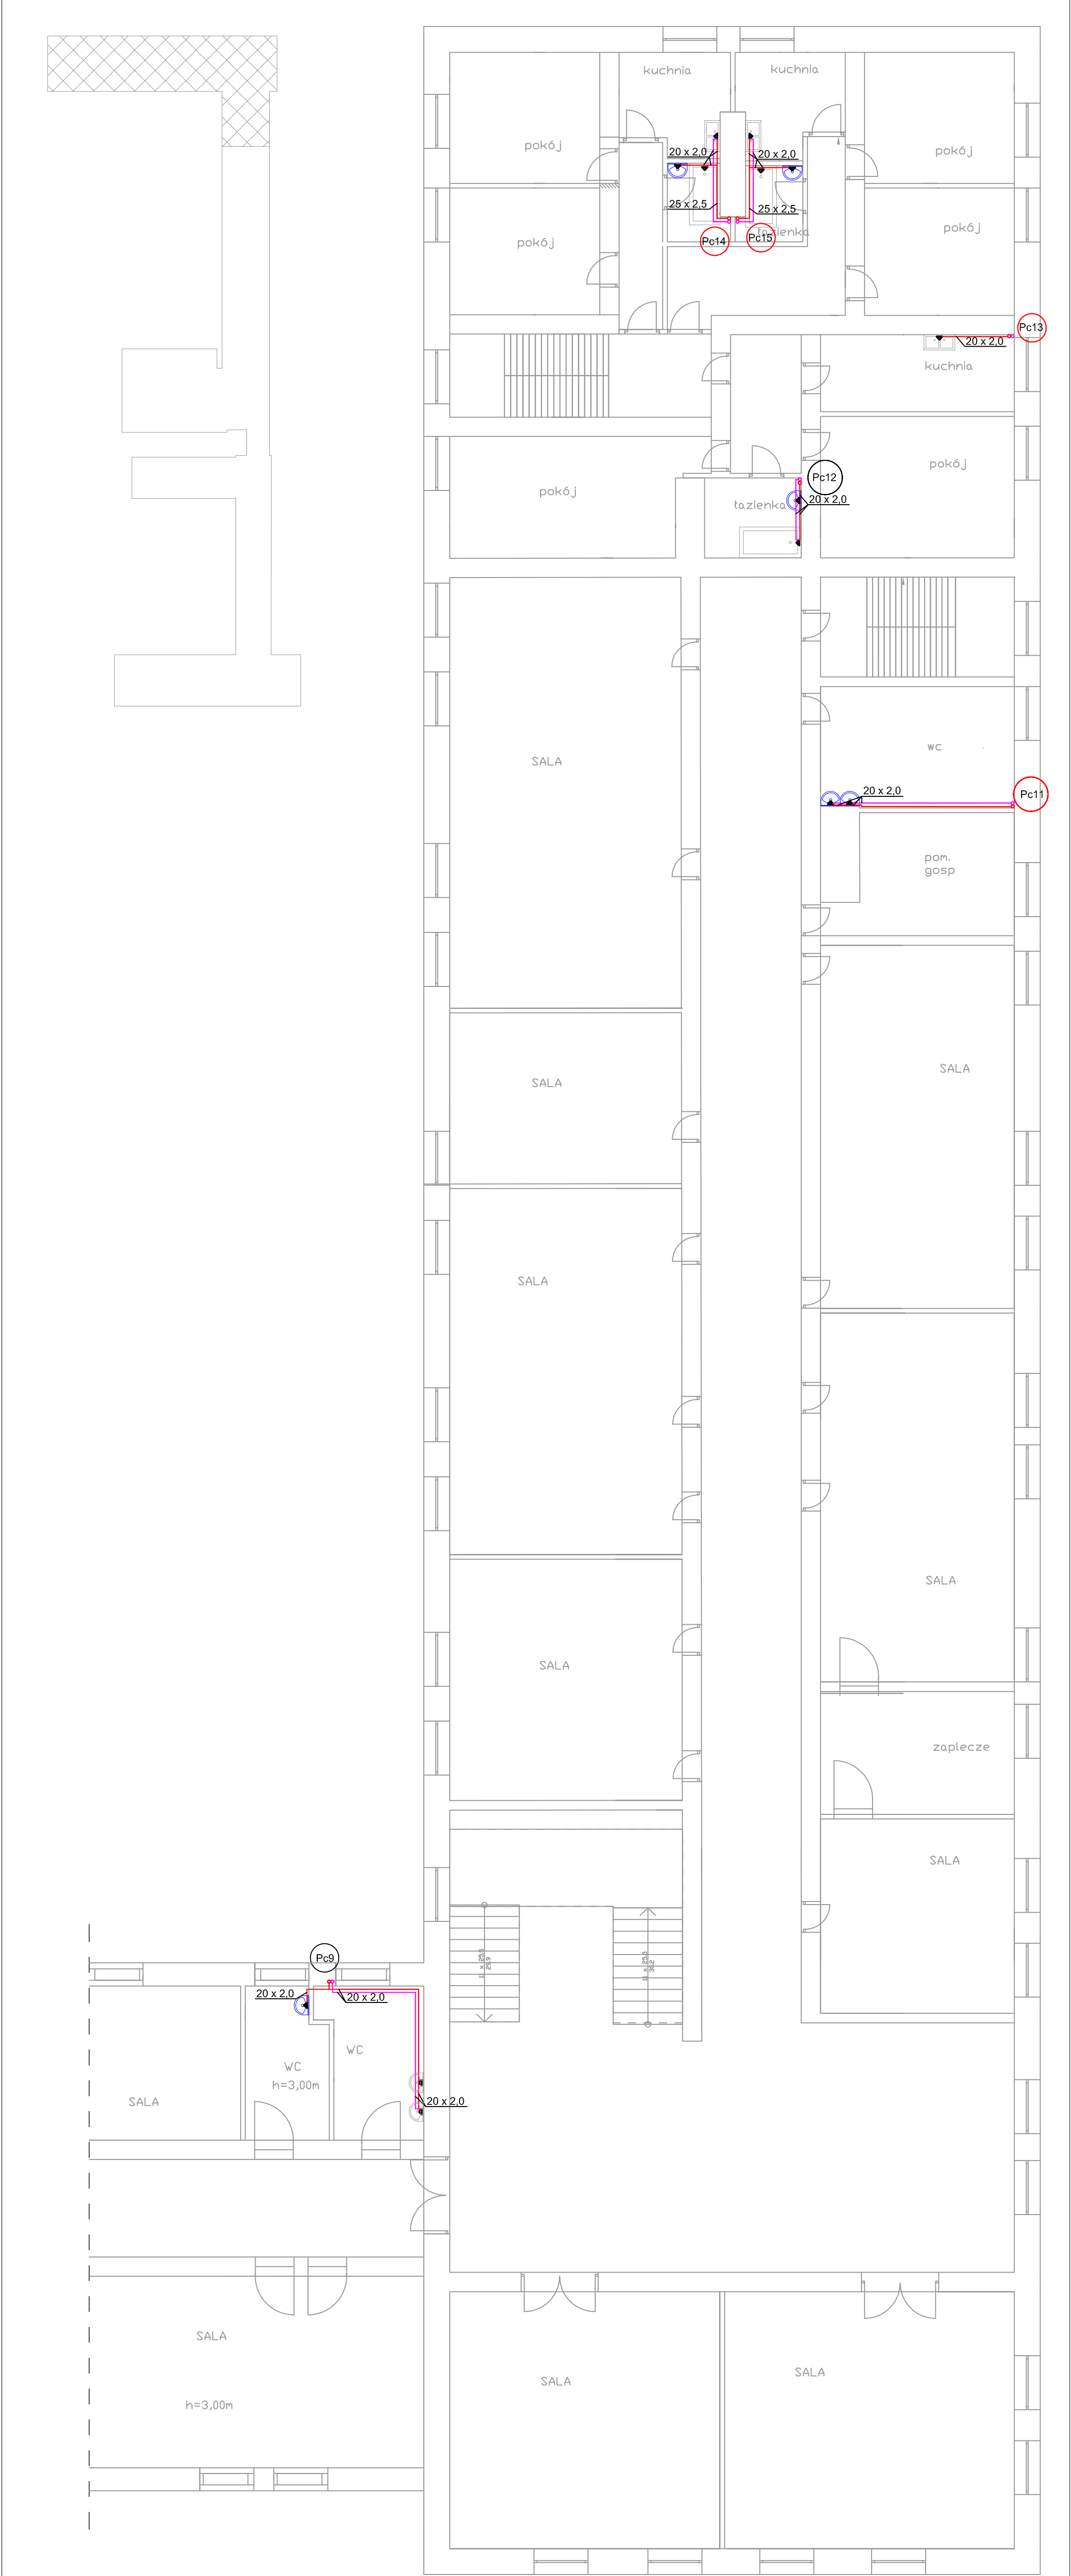 kuchnia
kuchnia
pokój
20 x 2,0
20 x 2,0
pokój
25 x 2,5
25 x 2,5
pokój
Pc14
Pc15
łazienka
pokój
Pc13
20 x 2,0
kuchnia
pokój
Pc12
pokój
łazienka
20 x 2,0
WC
SALA
20 x 2,0
Pc11
pom.
gosp
SALA
SALA
SALA
SALA
SALA
zaplecze
SALA
Pc9
20 x 2,0
20 x 2,0
WC
WC
h=3,00m
SALA
20 x 2,0
SALA
SALA
SALA
h=3,00m